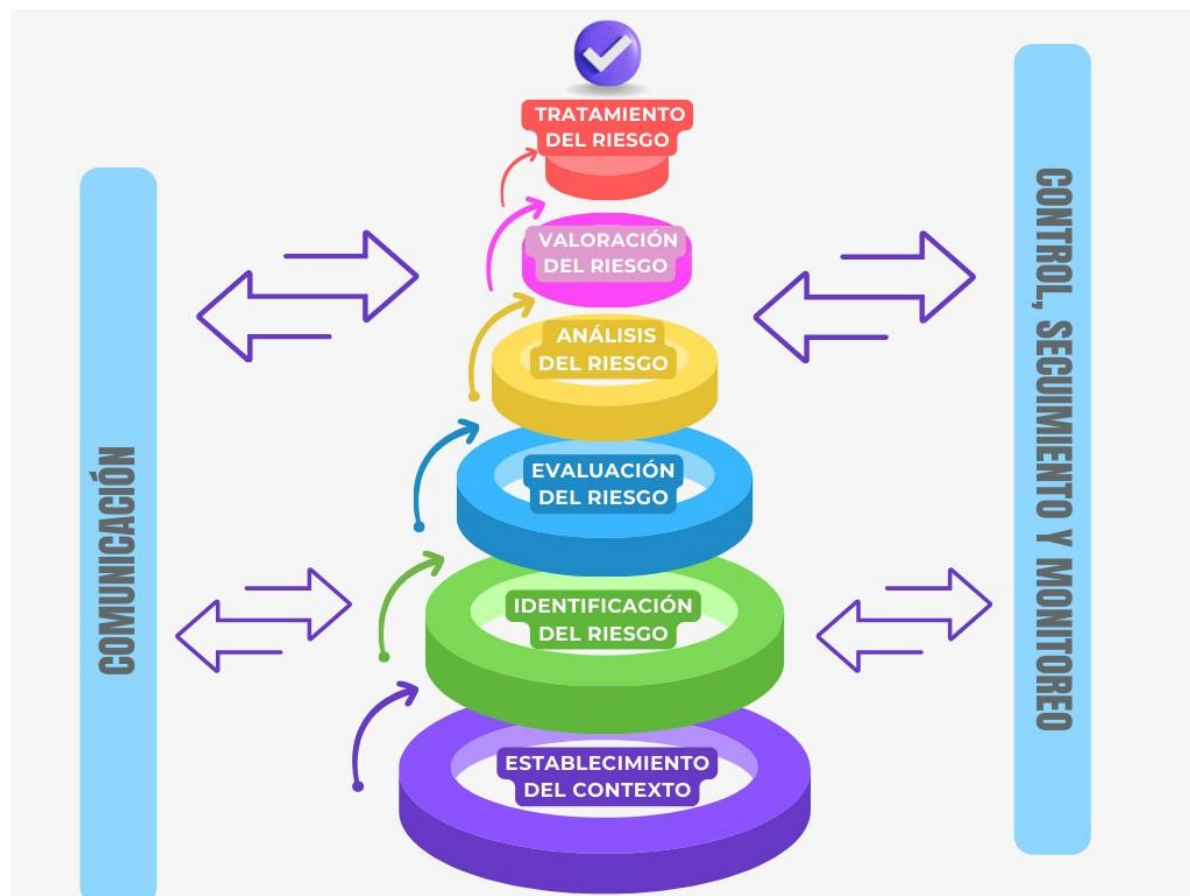 TRATAMIENTO
DEL RIESGO
VALORACIÓN
DEL RIESGO
ANÁLISIS
DEL RIESGO
EVALUACIÓN
DEL RIESGO
IDENTIFICACIÓN
DEL RIESGO
ESTABLECIMIENTO
DEL CONTEXTO
COMUNICACIÓN
CONTROL, SECUIMIENTO Y MONITOREO